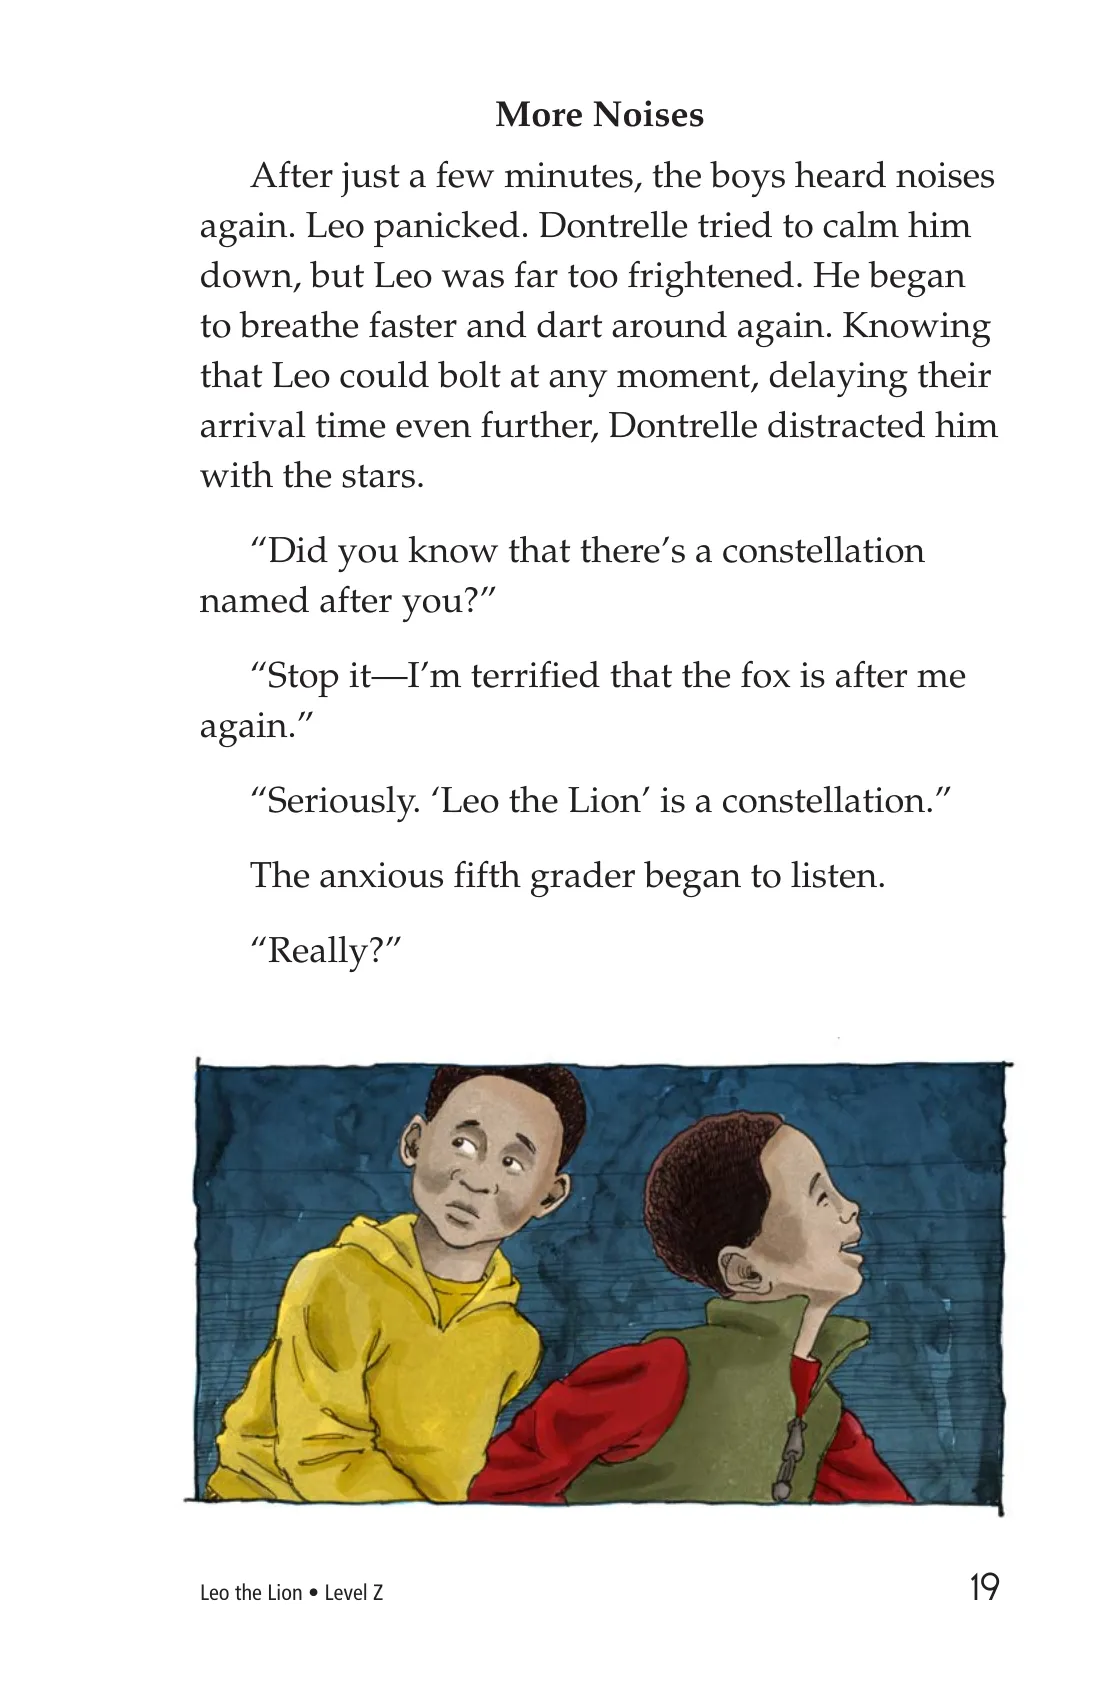 More Noises
After just a few minutes, the boys heard noises
again. Leo panicked. Dontrelle tried to calm him
down, but Leo was far too frightened. He began
to breathe faster and dart around again. Knowing
that Leo could bolt at any moment, delaying their
arrival time even further, Dontrelle distracted him
with the stars.
“Did you know that there’s a constellation
named after you?”
“Stop it—I’m terrified that the fox is after me
again.”
“Seriously. ‘Leo the Lion’ is a constellation.”
The anxious fifth grader began to listen.
“Really?”
Leo the Lion • Level Z
19